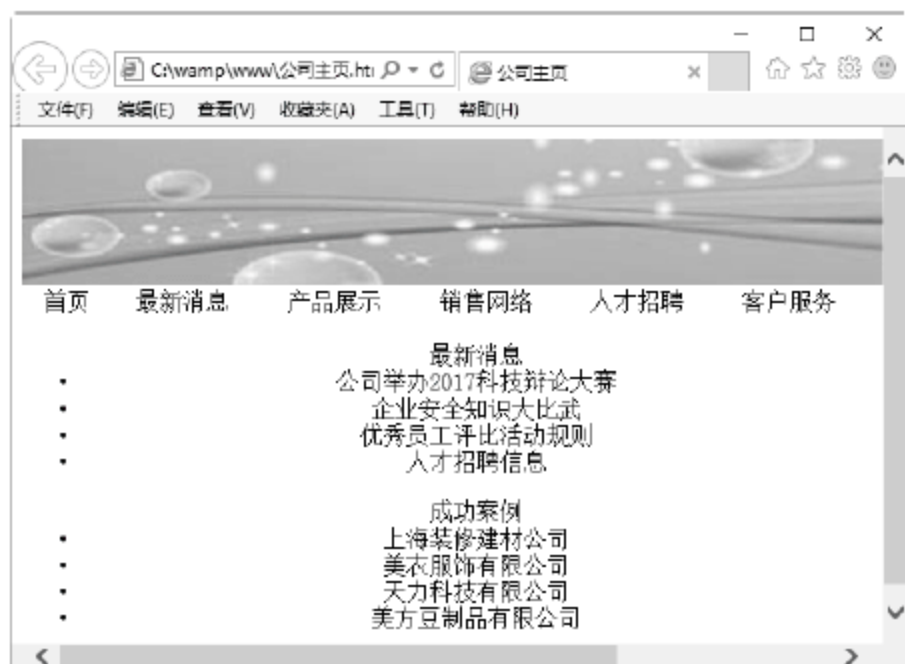 C:\wamp\www\公司主页.ht
公司主页
文件(F) 编辑(E) 查看(V) 收藏夹(A) 工具(T) 帮助(H)
首页 最新消息 产品展示 销售网络 人才招聘 客户服务
最新消息
• 公司举办2017科技辩论大赛
• 企业安全知识大比武
• 优秀员工评比活动规则
• 人才招聘信息
成功案例
• 上海装修建材公司
• 美衣服饰有限公司
• 天力科技有限公司
• 美方豆制品有限公司